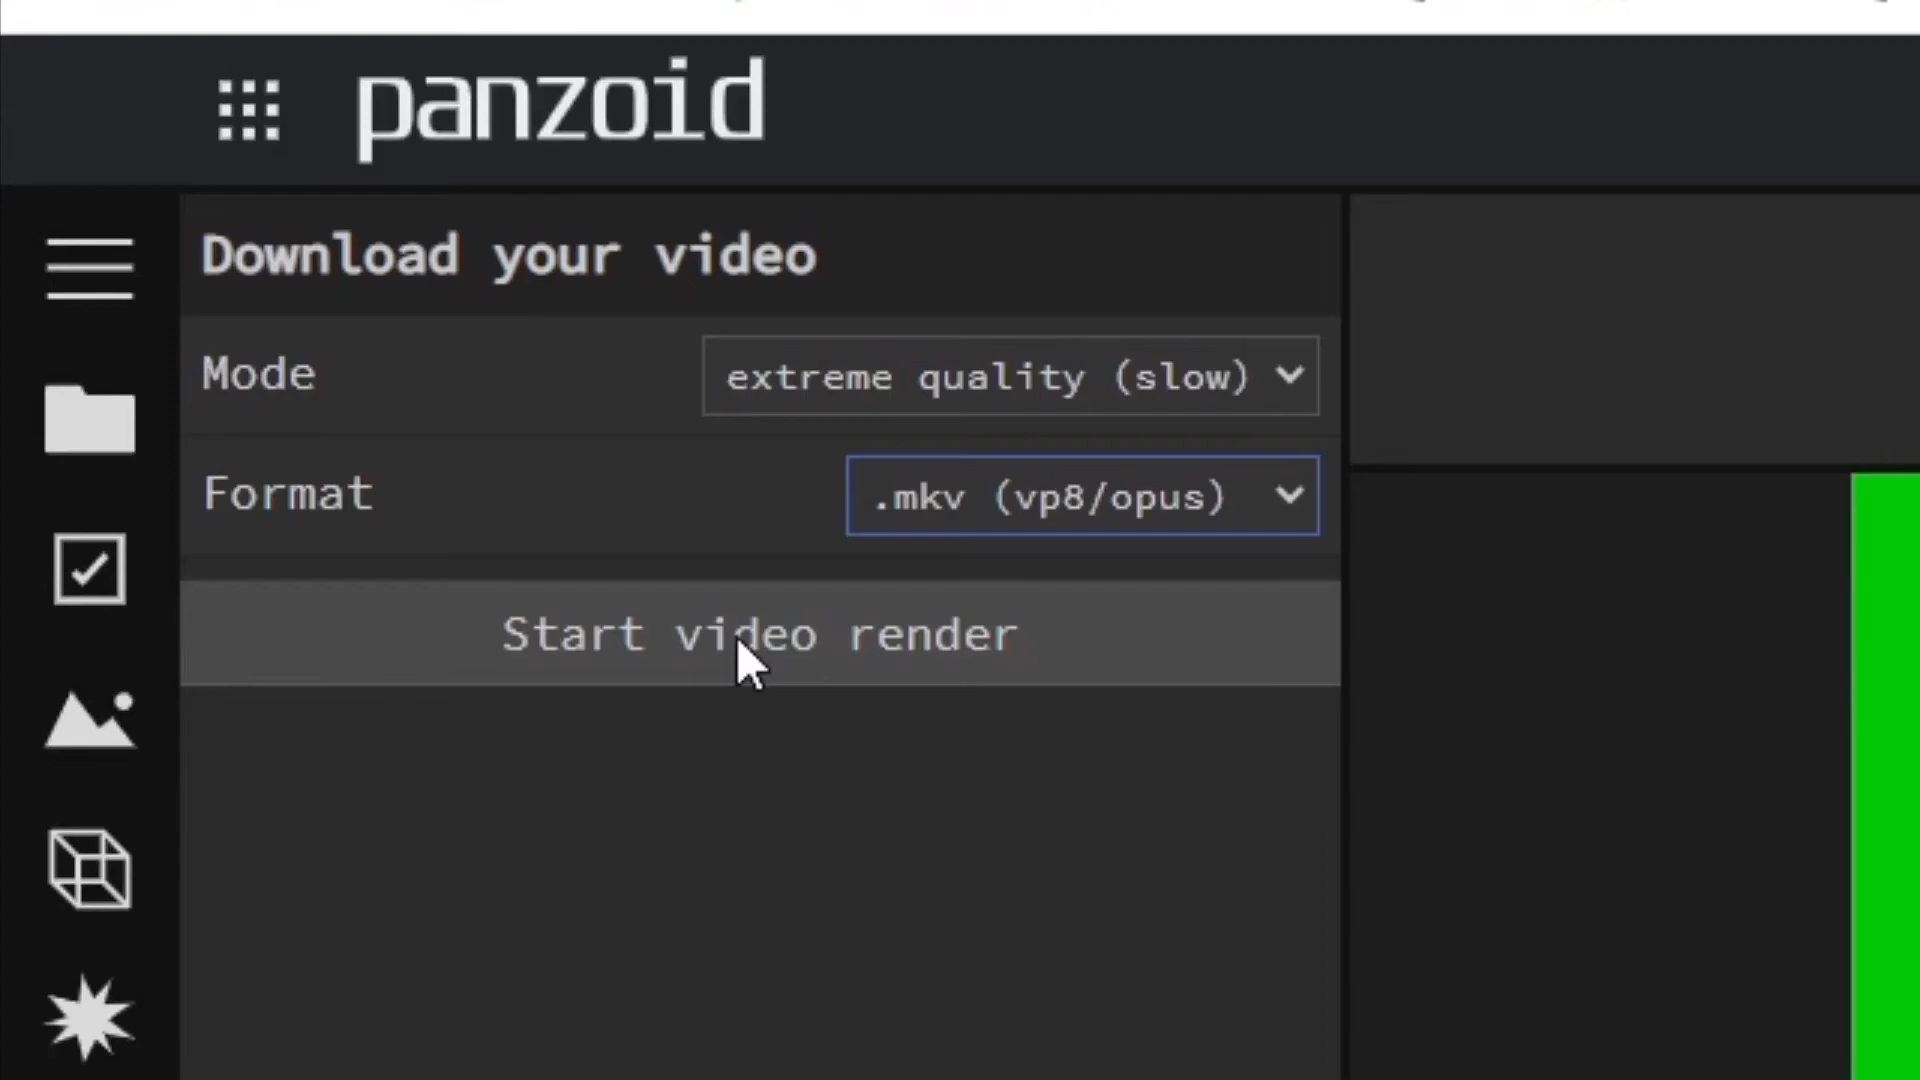 panzoid
Download your video
Mode
extreme quality (slow)
Format
.mkv (vp8/opus)
Start video render